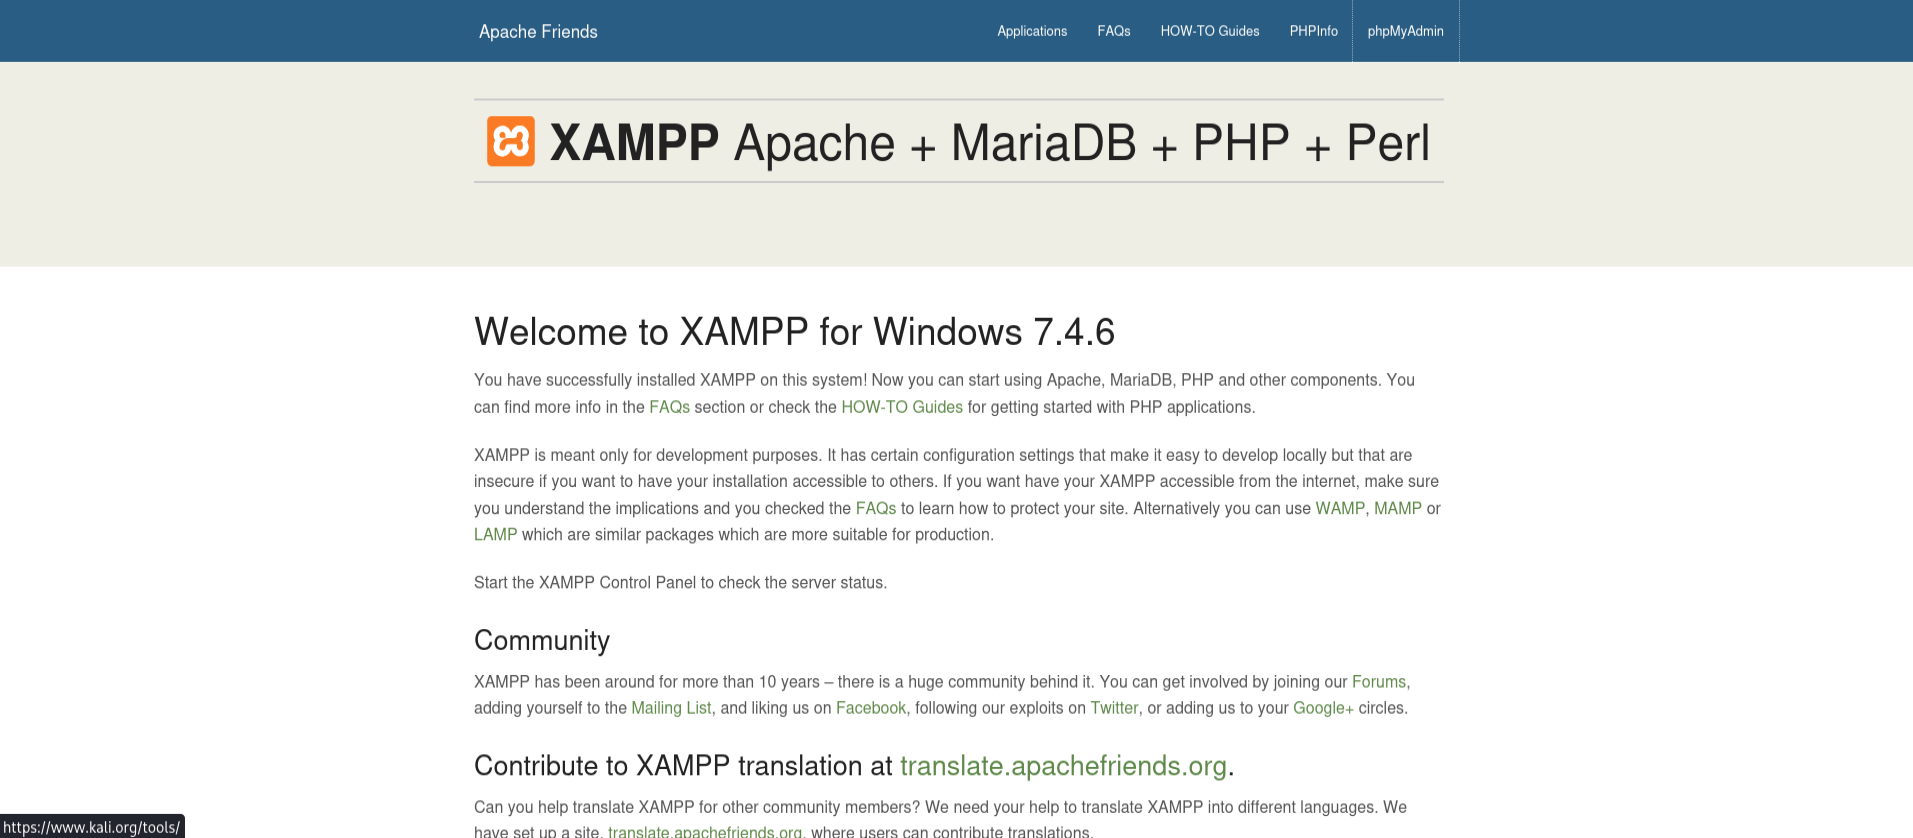 Apache Friends
Applications
FAQs
HOW-TO Guides
PHPInfo
phpMyAdmin
XAMPP Apache + MariaDB + PHP + Perl
Welcome to XAMPP for Windows 7.4.6
You have successfully installed XAMPP on this system! Now you can start using Apache, MariaDB, PHP and other components. You
can find more info in the FAQs section or check the HOW-TO Guides for getting started with PHP applications.
XAMPP is meant only for development purposes. It has certain configuration settings that make it easy to develop locally but that are
insecure if you want to have your installation accessible to others. If you want have your XAMPP accessible from the internet, make sure
you understand the implications and you checked the FAQs to learn how to protect your site. Alternatively you can use WAMP, MAMP or
LAMP which are similar packages which are more suitable for production.
Start the XAMPP Control Panel to check the server status.
Community
XAMPP has been around for more than 10 years – there is a huge community behind it. You can get involved by joining our Forums,
adding yourself to the Mailing List, and liking us on Facebook, following our exploits on Twitter, or adding us to your Google+ circles.
Contribute to XAMPP translation at translate.apachefriends.org.
Can you help translate XAMPP for other community members? We need your help to translate XAMPP into different languages. We
have set up a site, translate.apachefriends.org, where users can contribute translations.
https://www.kali.org/tools/